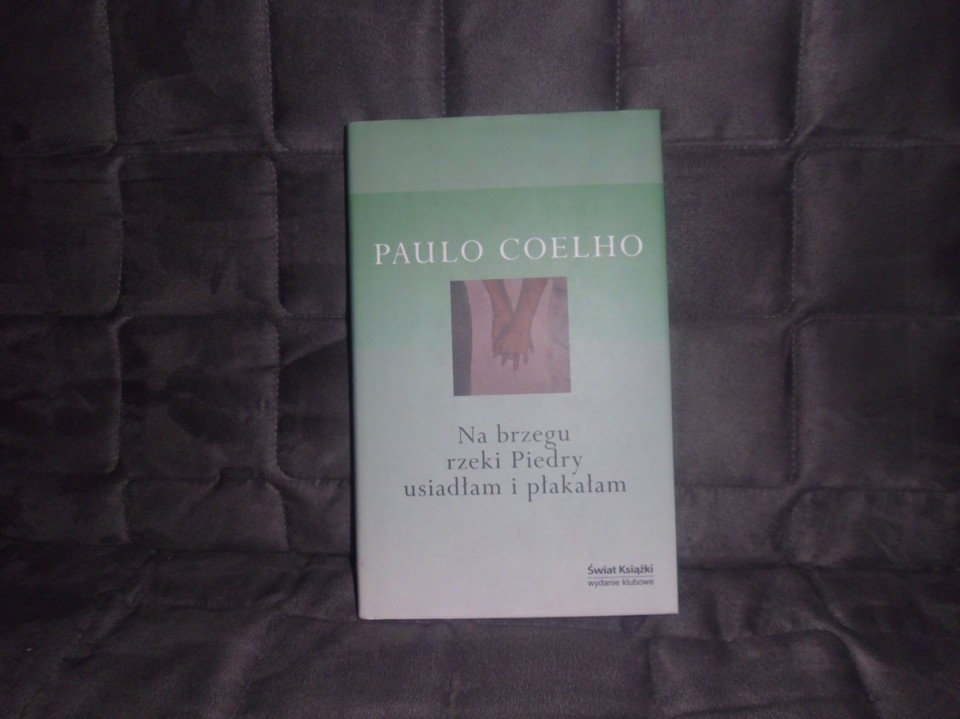 PAULO COELHO
Na brzegu
rzeki Piedry
usiadłam i płakałam
Świat Książki
wydanie klubowe